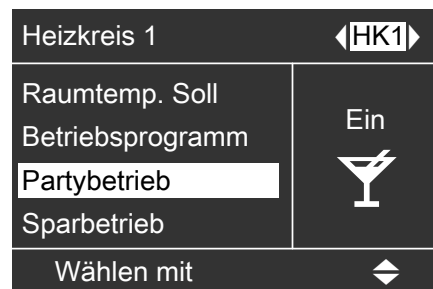 Heizkreis 1 HK1
Raumtemp. Soll
Betriebsprogramm
Partybetrieb
Sparbetrieb
Ein
Wählen mit